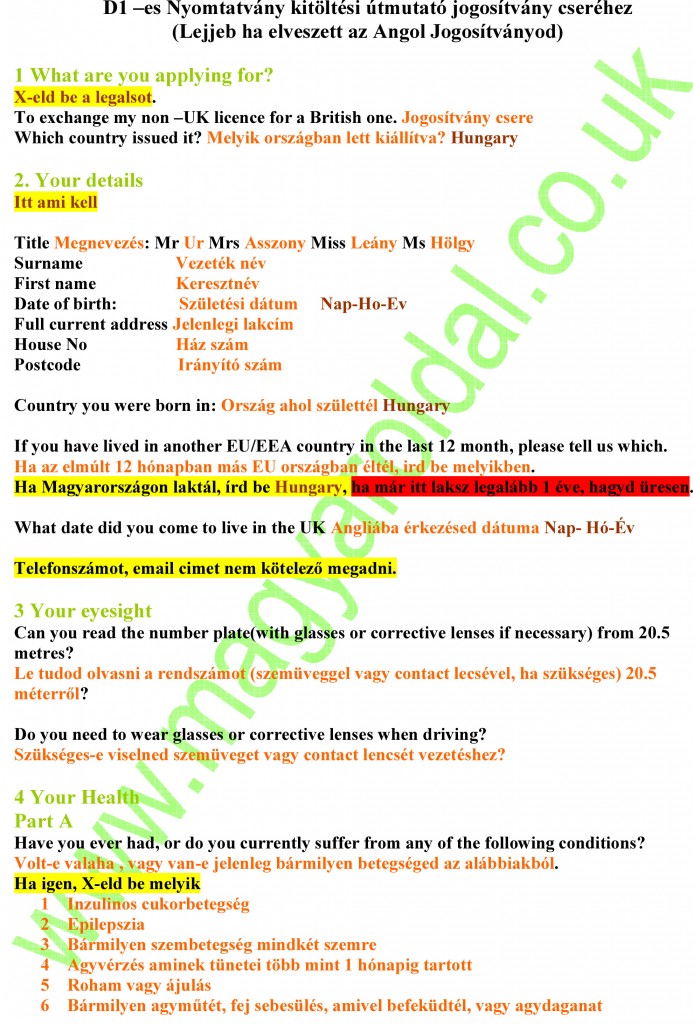 D1 –es Nyomtatvány kitöltési útmutató jogosítvány cseréhez
(Lejjeb ha elveszett az Angol Jogosítványod)
1 What are you applying for?
X-eld be a legalsot.
To exchange my non –UK licence for a British one. Jogosítvány csere
Which country issued it? Melyik országban lett kiállítva? Hungary
2. Your details
Itt ami kell
Title Megnevezés: Mr Ur Mrs Asszony Miss Leány Ms Hölgy
Surname Vezeték név
First name Keresztnév
Date of birth: Születési dátum Nap-Ho-Ev
Full current address Jelenlegi lakcím
House No Ház szám
Postcode Irányító szám
Country you were born in: Ország ahol születtél Hungary
If you have lived in another EU/EEA country in the last 12 month, please tell us which.
Ha az elmúlt 12 hónapban más EU országban éltél, ird be melyikben.
Ha Magyarországon laktál, írd be Hungary, ha már itt laksz legalább 1 éve, hagyd üresen.
What date did you come to live in the UK Angliába érkezésed dátuma Nap- Hó-Év
Telefonszámot, email cimet nem kötelező megadni.
3 Your eyesight
Can you read the number plate(with glasses or corrective lenses if necessary) from 20.5
metres?
Le tudod olvasni a rendszámot (szemüveggel vagy contact lecsével, ha szükséges) 20.5
méterről?
Do you need to wear glasses or corrective lenses when driving?
Szükséges-e viselned szemüveget vagy contact lencsét vezetéshez?
4 Your Health
Part A
Have you ever had, or do you currently suffer from any of the following conditions?
Volt-e valaha , vagy van-e jelenleg bármilyen betegséged az alábbiakból.
Ha igen, X-eld be melyik
1 Inzulinos cukorbetegség
2 Epilepszia
3 Bármilyen szembetegség mindkét szemre
4 Agyvérzés aminek tünetei több mint 1 hónapig tartott
5 Roham vagy ájulás
6 Bármilyen agyműtét, fej sebesülés, amivel befeküdtél, vagy agydaganat
www.magyaroldal.co.uk